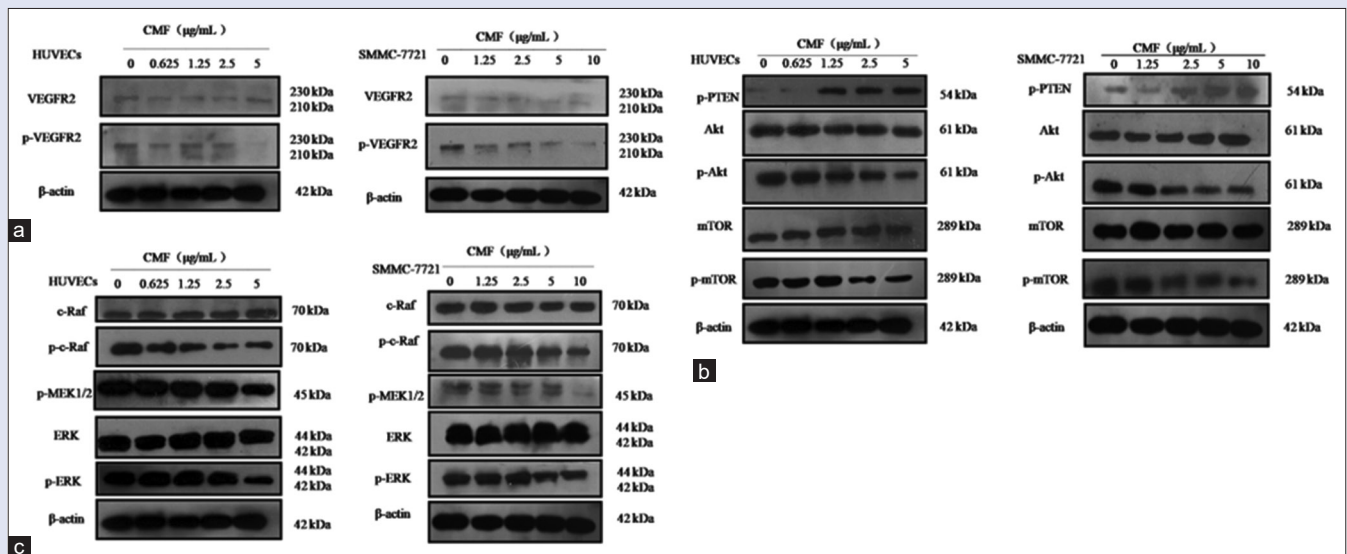 CMF（μg/mL）
HUVECs
0 0.625 1.25 2.5 5
VEGFR2 230kDa
210kDa
p-VEGFR2 230kDa
210kDa
β-actin 42kDa
CMF（μg/mL）
SMMC-7721
0 1.25 2.5 5 10
VEGFR2 230kDa
210kDa
p-VEGFR2 230kDa
210kDa
β-actin 42kDa
a
CMF（μg/mL）
HUVECs 0 0.625 1.25 2.5 5
p-PTEN 54kDa
Akt 61kDa
p-Akt 61kDa
mTOR 289kDa
p-mTOR 289kDa
β-actin 42kDa
CMF（μg/mL）
SMMC-7721 0 1.25 2.5 5 10
p-PTEN 54kDa
Akt 61kDa
p-Akt 61kDa
mTOR 289kDa
p-mTOR 289kDa
β-actin 42kDa
b
CMF（μg/mL）
HUVECs 0 0.625 1.25 2.5 5
c-Raf 70kDa
p-c-Raf 70kDa
p-MEK1/2 45kDa
ERK 44kDa
42kDa
p-ERK 44kDa
42kDa
β-actin 42kDa
CMF（μg/mL）
SMMC-7721
0 1.25 2.5 5 10
c-Raf 70kDa
p-c-Raf 70kDa
p-MEK1/2 45kDa
ERK 44kDa
42kDa
p-ERK 44kDa
42kDa
β-actin 42kDa
c